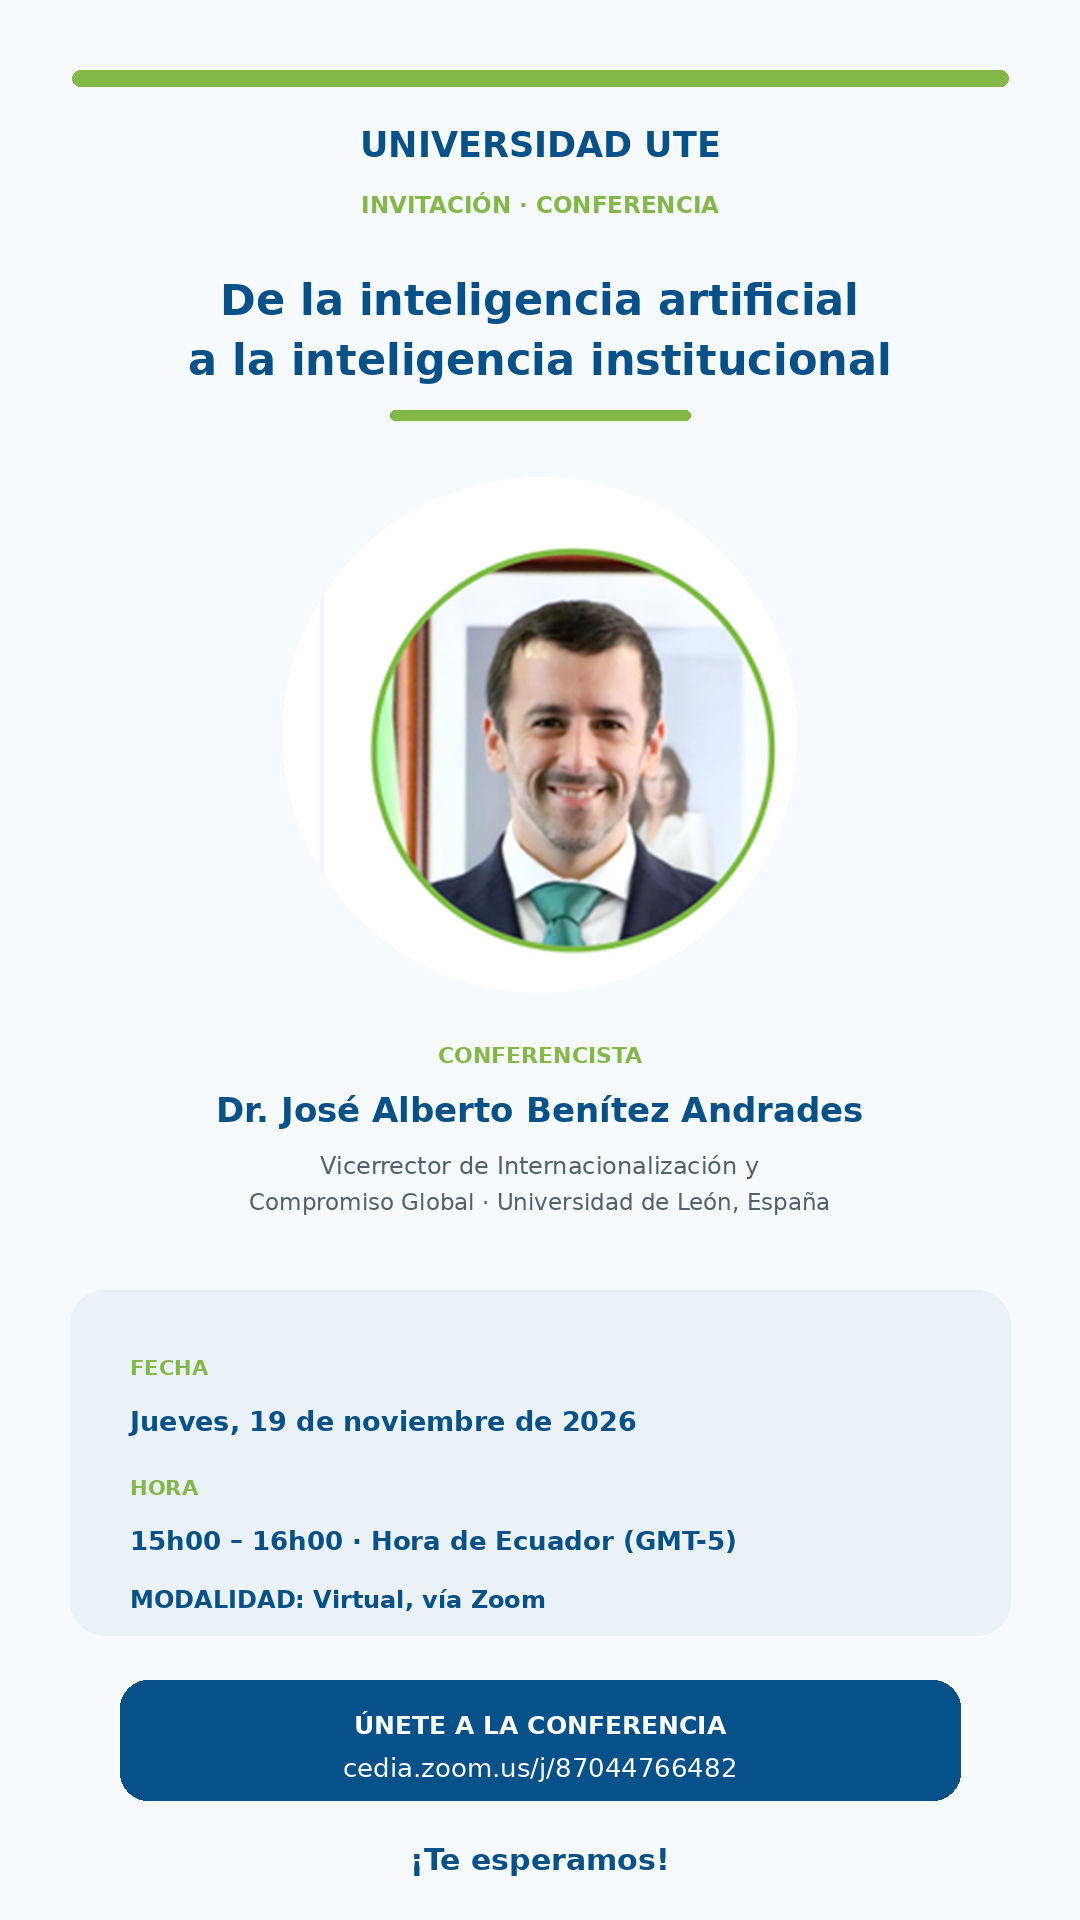 UNIVERSIDAD UTE
INVITACIÓN · CONFERENCIA
De la inteligencia artificial
a la inteligencia institucional
CONFERENCISTA
Dr. José Alberto Benítez Andrades
Vicerrector de Internacionalización y
Compromiso Global · Universidad de León, España
FECHA
Jueves, 19 de noviembre de 2026
HORA
15h00 – 16h00 · Hora de Ecuador (GMT-5)
MODALIDAD: Virtual, vía Zoom
ÚNETE A LA CONFERENCIA
cedia.zoom.us/j/87044766482
¡Te esperamos!